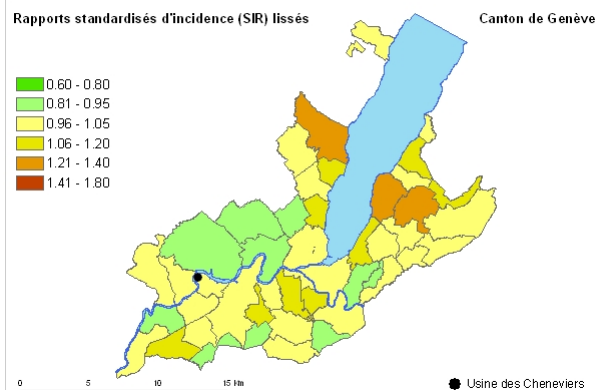 Rapports standardisés d'incidence (SIR) lissés
Canton de Genève
0.60 - 0.80
0.81 - 0.95
0.96 - 1.05
1.06 - 1.20
1.21 - 1.40
1.41 - 1.80
0 5 10 15 km
Usine des Cheneviers